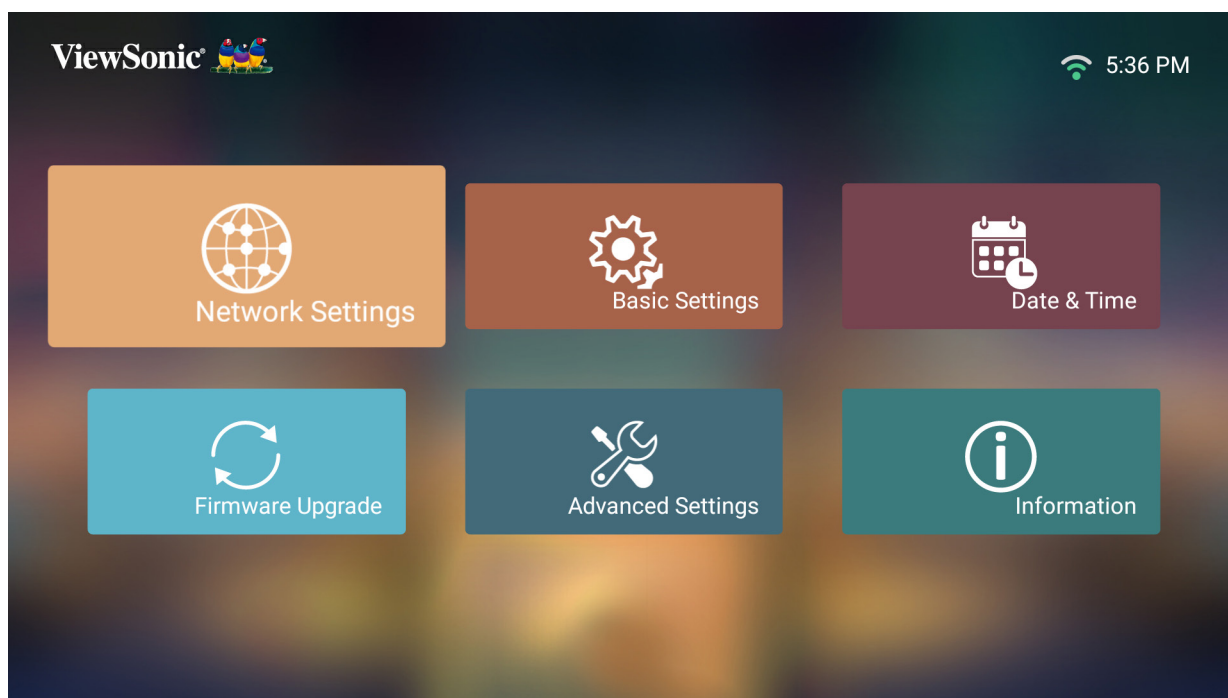 ViewSonic®
5:36 PM
Network Settings
Basic Settings
Date & Time
Firmware Upgrade
Advanced Settings
Information